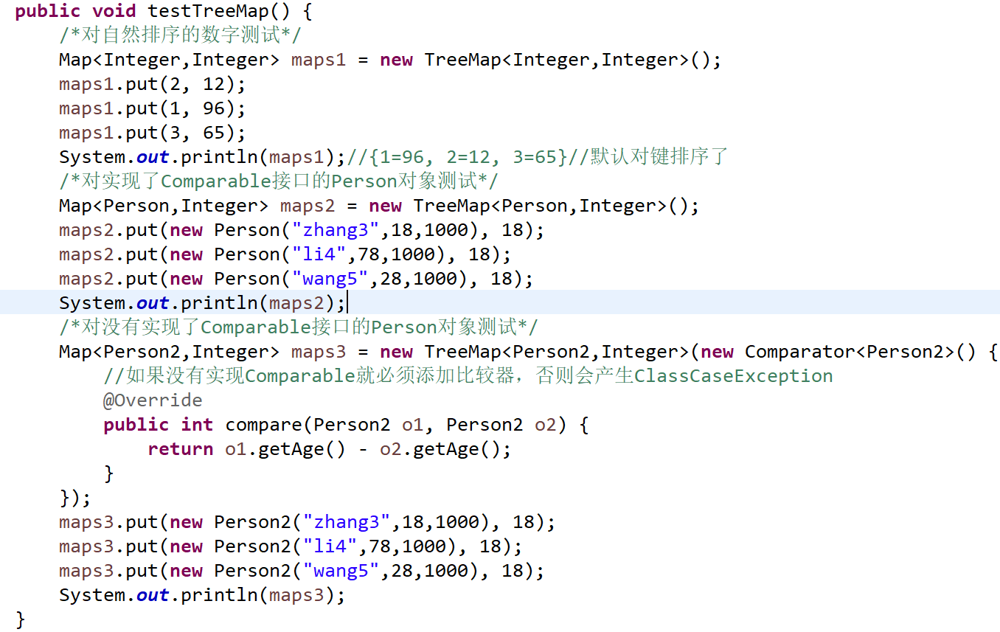 public void testTreeMap() {
/*对自然排序的数字测试*/
Map<Integer,Integer> maps1 = new TreeMap<Integer,Integer>();
maps1.put(2, 12);
maps1.put(1, 96);
maps1.put(3, 65);
System.out.println(maps1);//{1=96, 2=12, 3=65}//默认对键排序了
/*对实现了Comparable接口的Person对象测试*/
Map<Person,Integer> maps2 = new TreeMap<Person,Integer>();
maps2.put(new Person("zhang3",18,1000), 18);
maps2.put(new Person("li4",78,1000), 18);
maps2.put(new Person("wang5",28,1000), 18);
System.out.println(maps2);
/*对没有实现了Comparable接口的Person对象测试*/
Map<Person2,Integer> maps3 = new TreeMap<Person2,Integer>(new Comparator<Person2>() {
//如果没有实现Comparable就必须添加比较器，否则会产生ClassCaseException
@Override
public int compare(Person2 o1, Person2 o2) {
return o1.getAge() - o2.getAge();
}
});
maps3.put(new Person2("zhang3",18,1000), 18);
maps3.put(new Person2("li4",78,1000), 18);
maps3.put(new Person2("wang5",28,1000), 18);
System.out.println(maps3);
}